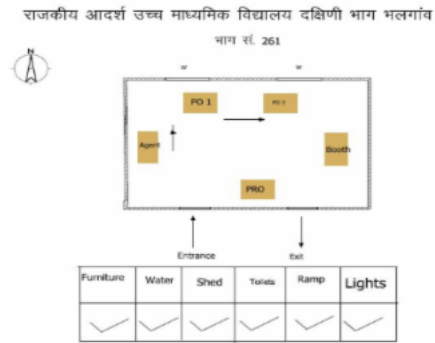 राजकीय आदर्श उच्च माध्यमिक विद्यालय दक्षिणी भाग भलगांव
भाग सं. 261
N
W W
PO 1 PO 2
Agent
Booth
PRO
Entrance Exit
Furniture Water Shed Toilets Ramp Lights